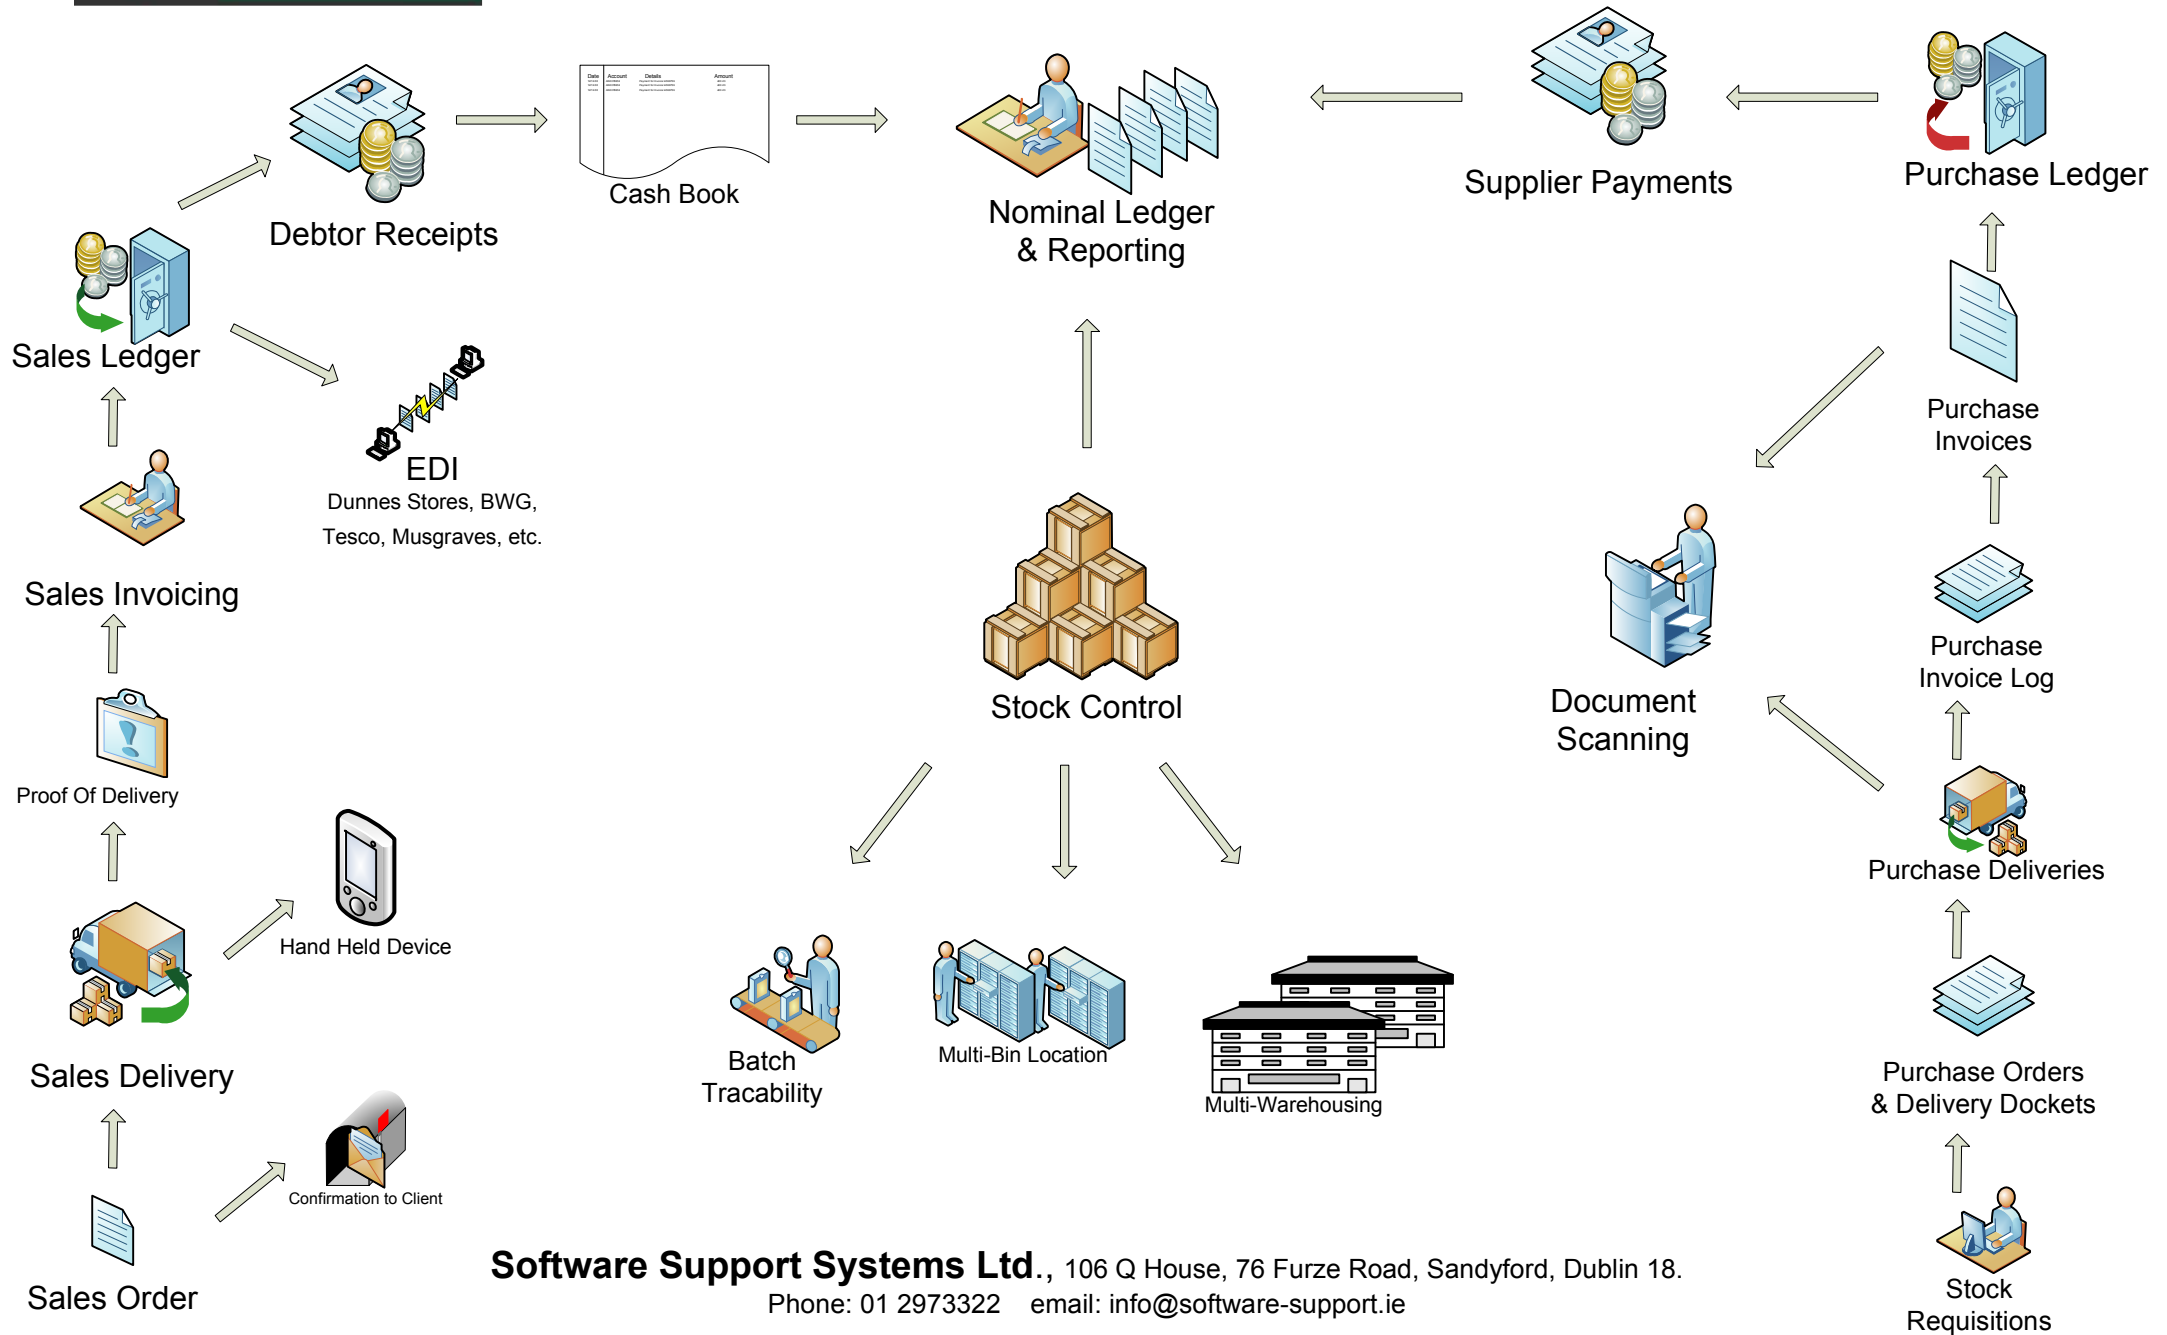 Date Account Details Amount
Cash Book
Debtor Receipts
Nominal Ledger
& Reporting
Supplier Payments
Purchase Ledger
Sales Ledger
EDI
Dunnes Stores, BWG,
Tesco, Musgraves, etc.
Purchase
Invoices
Sales Invoicing
Stock Control
Document
Scanning
Purchase
Invoice Log
Proof Of Delivery
Hand Held Device
Purchase Deliveries
Sales Delivery
Batch
Tracability
Multi-Bin Location
Multi-Warehousing
Purchase Orders
& Delivery Dockets
Confirmation to Client
Sales Order
Stock
Requisitions
Software Support Systems Ltd., 106 Q House, 76 Furze Road, Sandyford, Dublin 18.
Phone: 01 2973322 email: info@software-support.ie